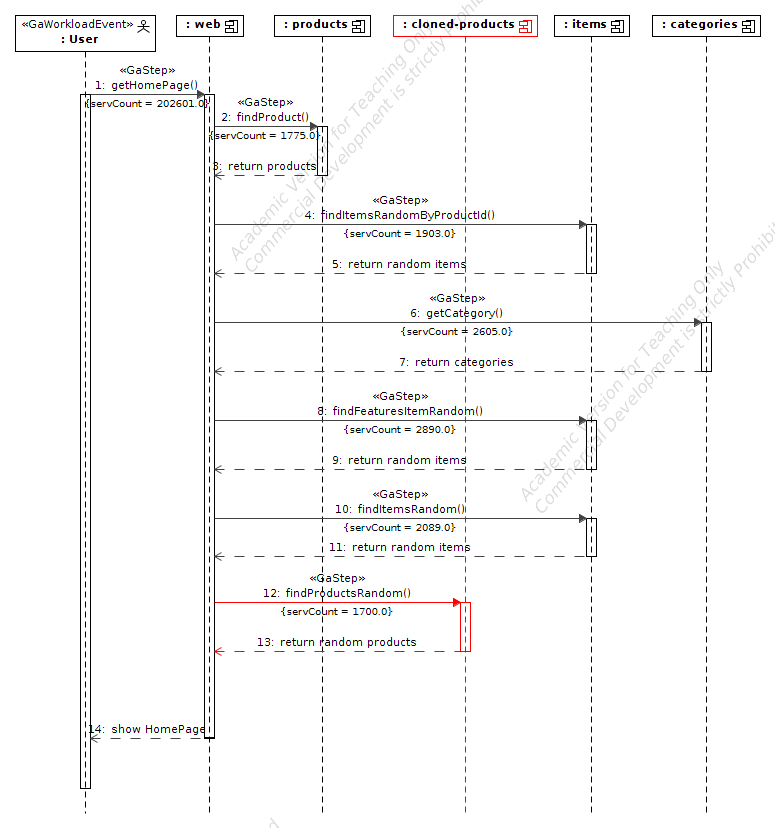 «GaWorkloadEvent»
: User
: web
: products
: cloned-products
: items
: categories
«GaStep»
1: getHomePage()
{servCount = 202601.0}
«GaStep»
2: findProduct()
{servCount = 1775.0}
3: return products
«GaStep»
4: findItemsRandomByProductId()
{servCount = 1903.0}
5: return random items
«GaStep»
6: getCategory()
{servCount = 2605.0}
7: return categories
«GaStep»
8: findFeaturesItemRandom()
{servCount = 2890.0}
9: return random items
«GaStep»
10: findItemsRandom()
{servCount = 2089.0}
11: return random items
«GaStep»
12: findProductsRandom()
{servCount = 1700.0}
13: return random products
14: show HomePage
Academic Version for Teaching Only
Commercial Development is strictly Prohibi
Academic Version for Teaching Only
Commercial Development is strictly Prohibi